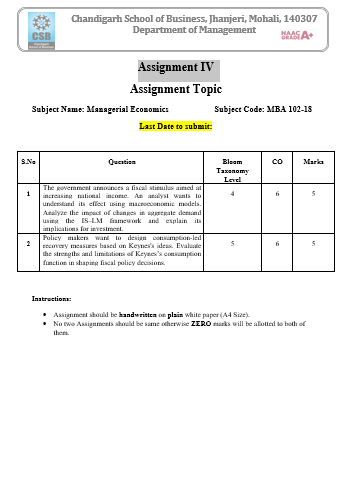 Chandigarh School of Business, Jhanjeri, Mohali, 140307
Department of Management
NAAC
GRADE A+
CSB
Assignment IV
Assignment Topic
Subject Name: Managerial Economics Subject Code: MBA 102-18
Last Date to submit:
S.No Question Bloom Taxonomy Level CO Marks
1 The government announces a fiscal stimulus aimed at 4 6 5
increasing national income. An analyst wants to
understand its effect using macroeconomic models.
Analyze the impact of changes in aggregate demand
using the IS–LM framework and explain its
implications for investment.
2 Policy makers want to design consumption-led 5 6 5
recovery measures based on Keynes's ideas. Evaluate
the strengths and limitations of Keynes's consumption
function in shaping fiscal policy decisions.
Instructions:
• Assignment should be handwritten on plain white paper (A4 Size).
• No two Assignments should be same otherwise ZERO marks will be allotted to both of
them.